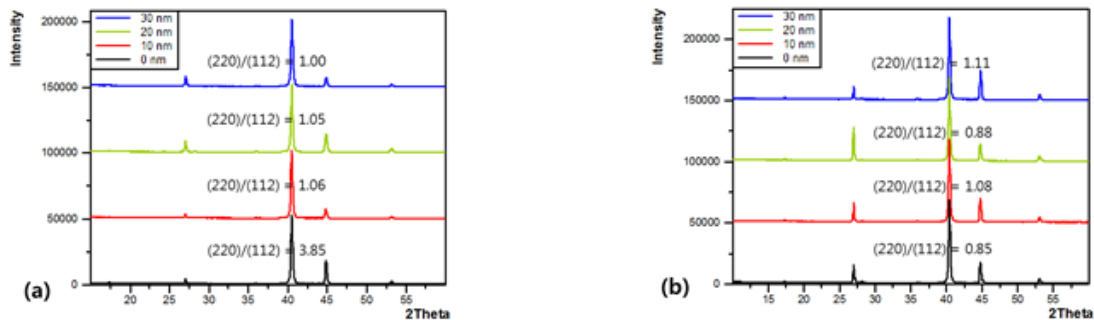 Intensity
200000
150000
100000
50000
0
30 nm
20 nm
10 nm
0 nm
(220)/(112) = 1.00
(220)/(112) = 1.05
(220)/(112) = 1.06
(220)/(112) = 3.85
20 25 30 35 40 45 50 55
2Theta
(a)
Intensity
200000
150000
100000
50000
0
30 nm
20 nm
10 nm
0 nm
(220)/(112) = 1.11
(220)/(112) = 0.88
(220)/(112) = 1.08
(220)/(112) = 0.85
15 20 25 30 35 40 45 50 55
2Theta
(b)